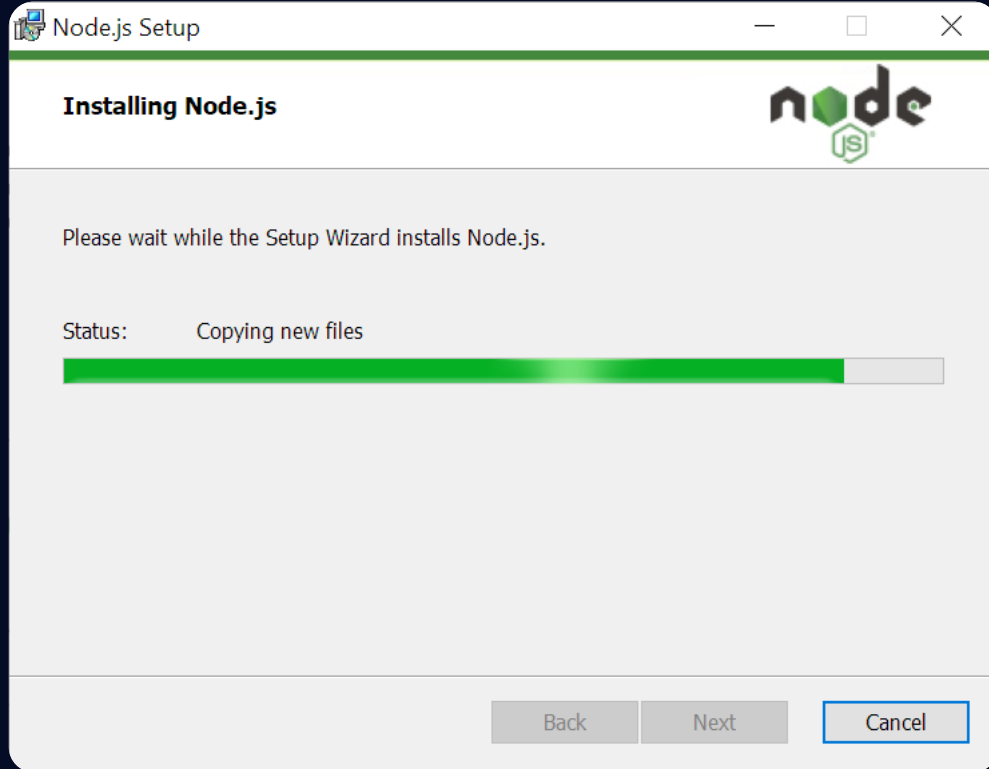 Node.js Setup
Installing Node.js
node
JS
Please wait while the Setup Wizard installs Node.js.
Status: Copying new files
Back Next Cancel